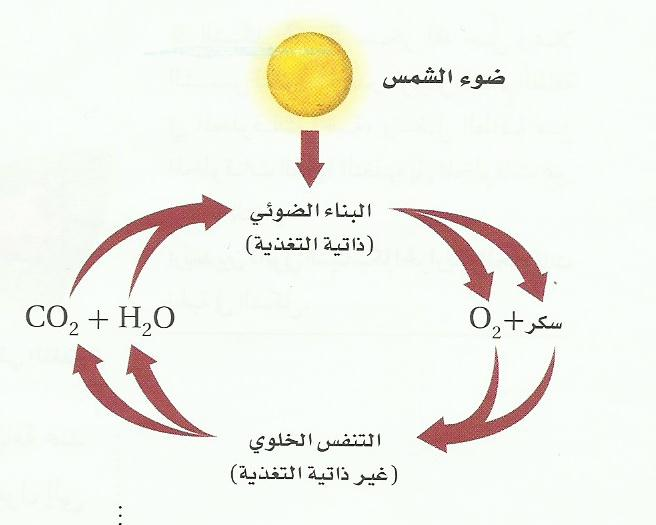 ضوء الشمس
البناء الضوئي
(ذاتية التغذية)
CO₂ + H₂O
O₂ + سكر
التنفس الخلوي
(غير ذاتية التغذية)